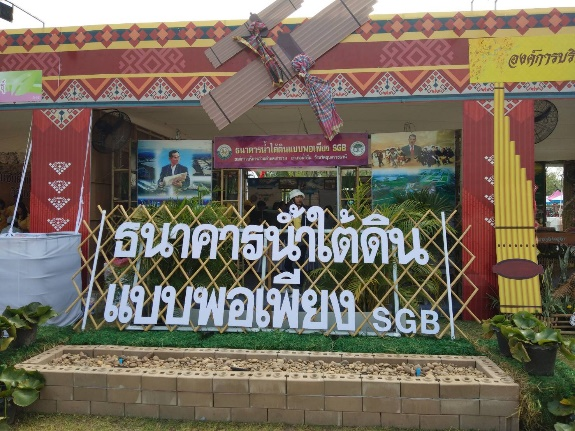 องค์การบริ
ธนาคารน้ำใต้ดินแบบพอเพียง SGB
ธนาคารน้ำใต้ดิน
แบบพอเพียง SGB